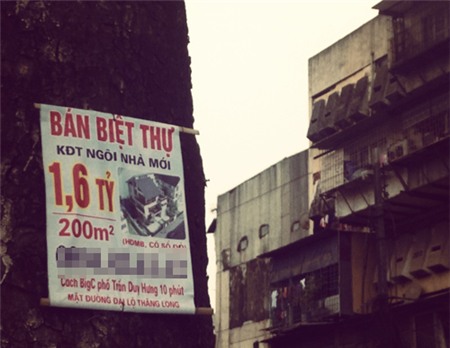 BÁN BIỆT THỰ
KĐT NGÔI NHÀ MỚI
1,6 TỶ
200m²
(HĐMB, CÓ SỔ ĐỎ)
Cách BigC phố Trần Duy Hưng 10 phút
MẶT ĐƯỜNG ĐẠI LỘ THĂNG LONG